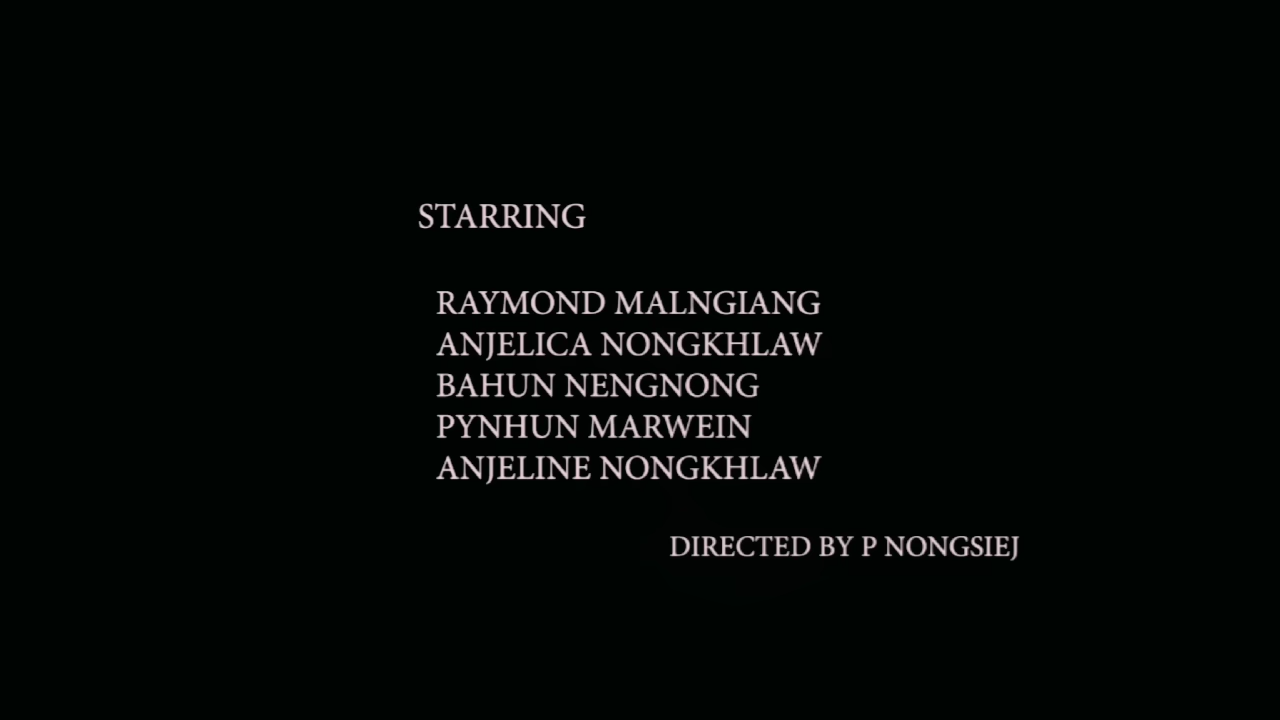 STARRING
RAYMOND MALNGIANG
ANJELICA NONGKHLAW
BAHUN NENGNONG
PYNHUN MARWEIN
ANJELINE NONGKHLAW
DIRECTED BY P NONGSIEJ